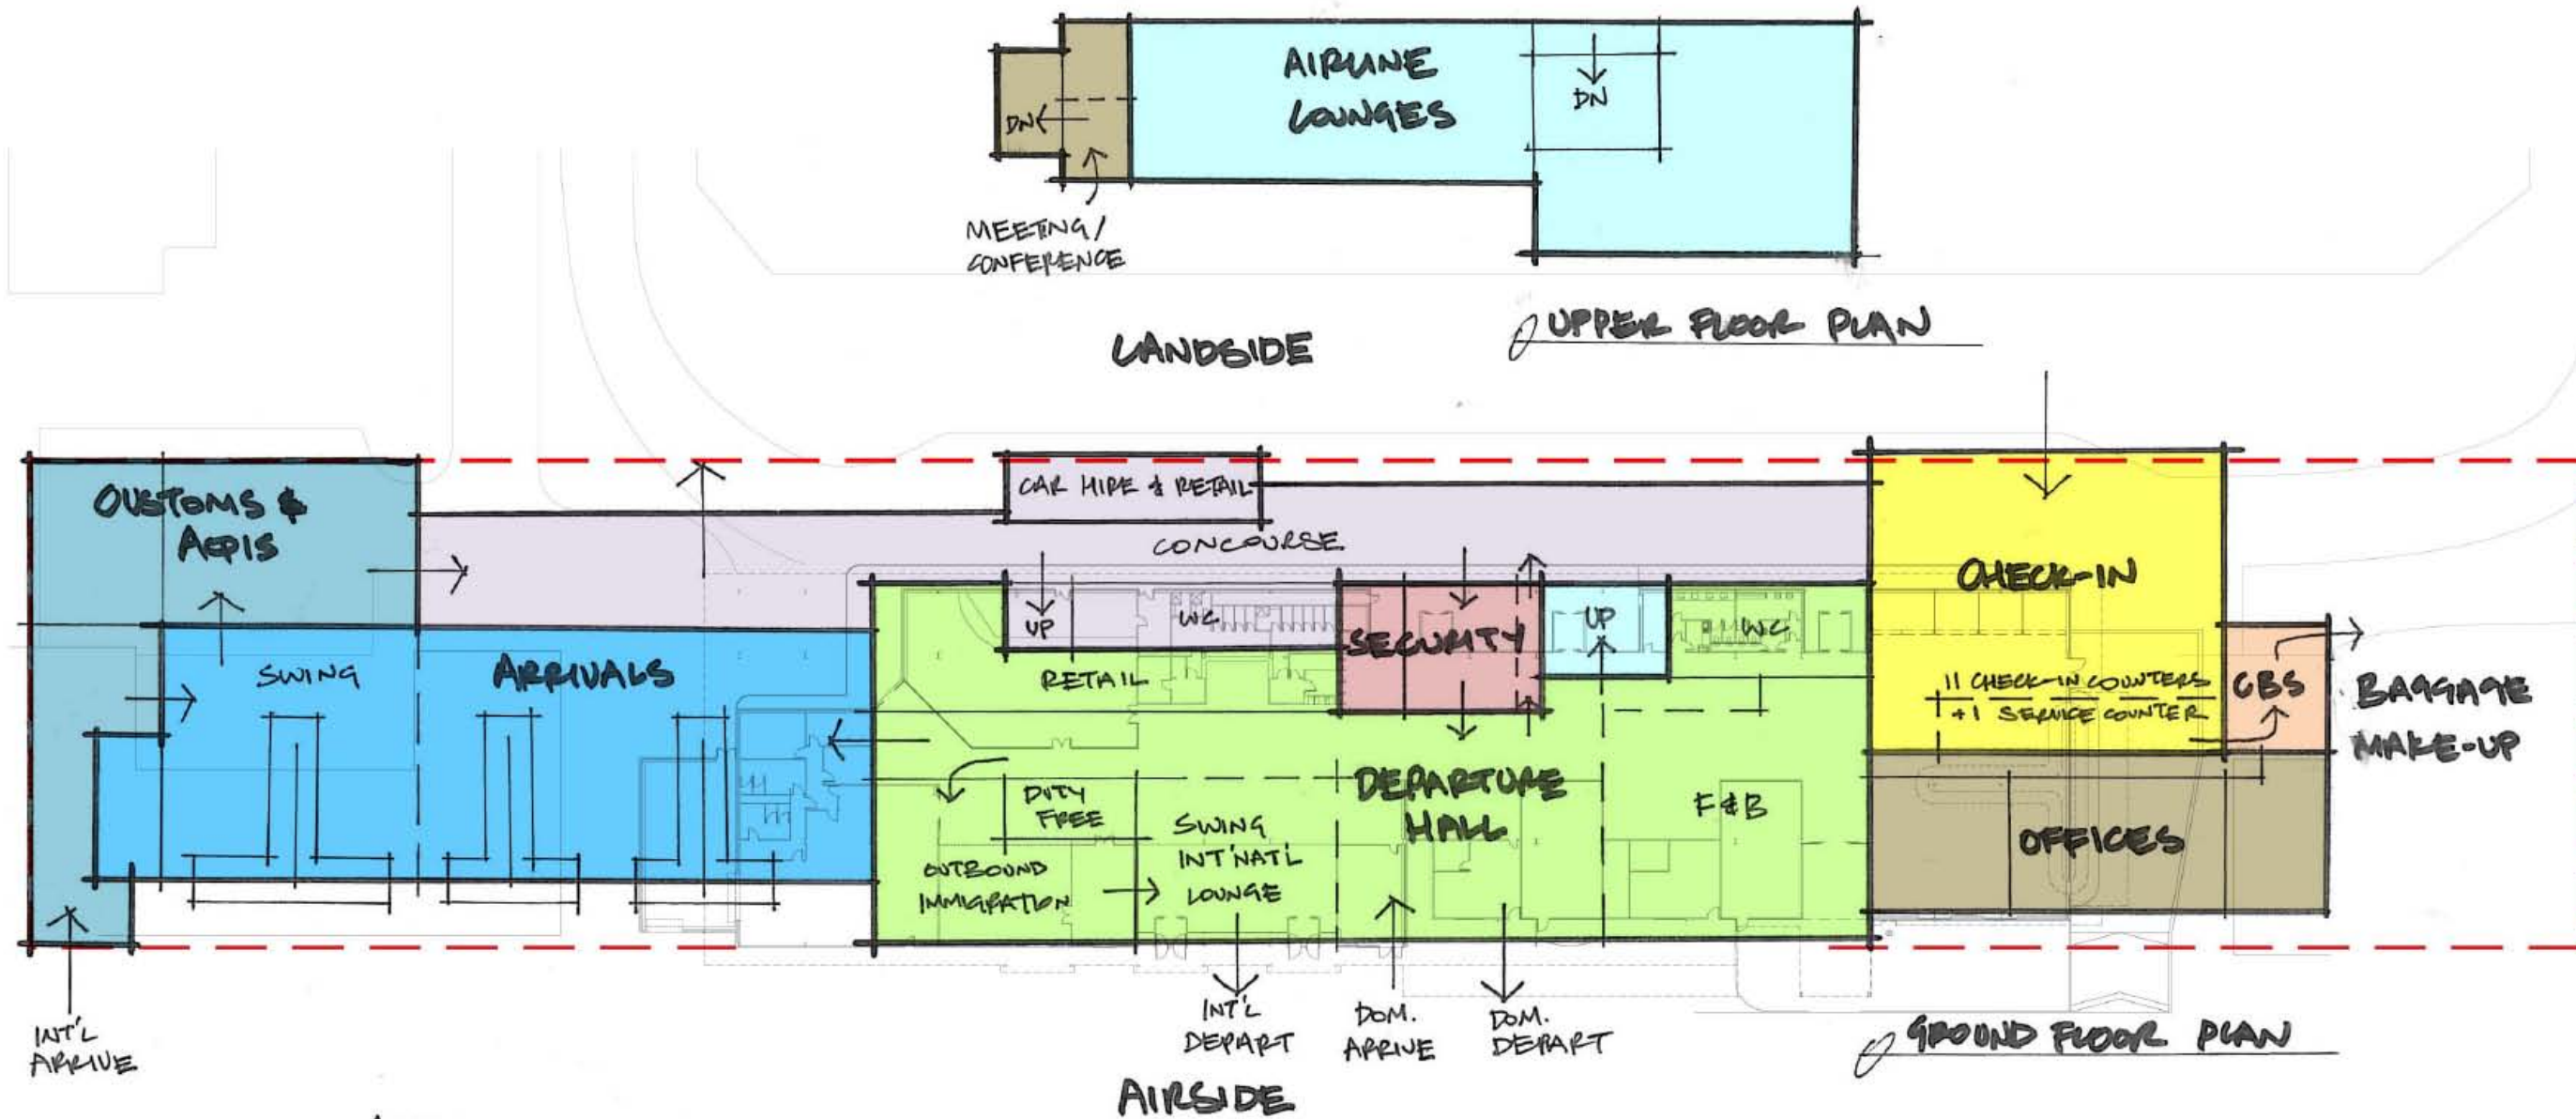 AIRLINE
LOUNGES
DN
DN
MEETING/
CONFERENCE
UPPER FLOOR PLAN
LANDSIDE
CUSTOMS &
AQIS
CAR HIRE & RETAIL
CONCOURSE
CHECK-IN
UP
WC
SECURITY
UP
WC
SWING
ARRIVALS
RETAIL
11 CHECK-IN COUNTERS
+1 SERVICE COUNTER
CBS
BAGGAGE
MAKE-UP
DUTY
FREE
DEPARTURE
HALL
F&B
SWING
INT'NAT'L
LOUNGE
OUTBOUND
IMMIGRATION
OFFICES
INT'L
ARRIVE
INT'L
DEPART
DOM.
ARRIVE
DOM.
DEPART
GROUND FLOOR PLAN
AIRSIDE